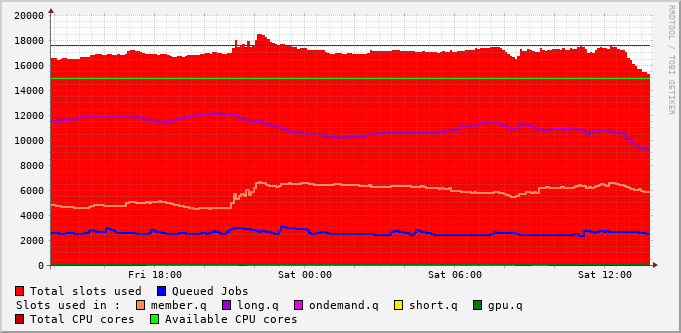 20000
18000
16000
14000
12000
10000
8000
6000
4000
2000
0
Fri 18:00 Sat 00:00 Sat 06:00 Sat 12:00
Total slots used Queued Jobs
Slots used in : member.q long.q ondemand.q short.q gpu.q
Total CPU cores Available CPU cores
RRDTOOL / TOBI OETIKER